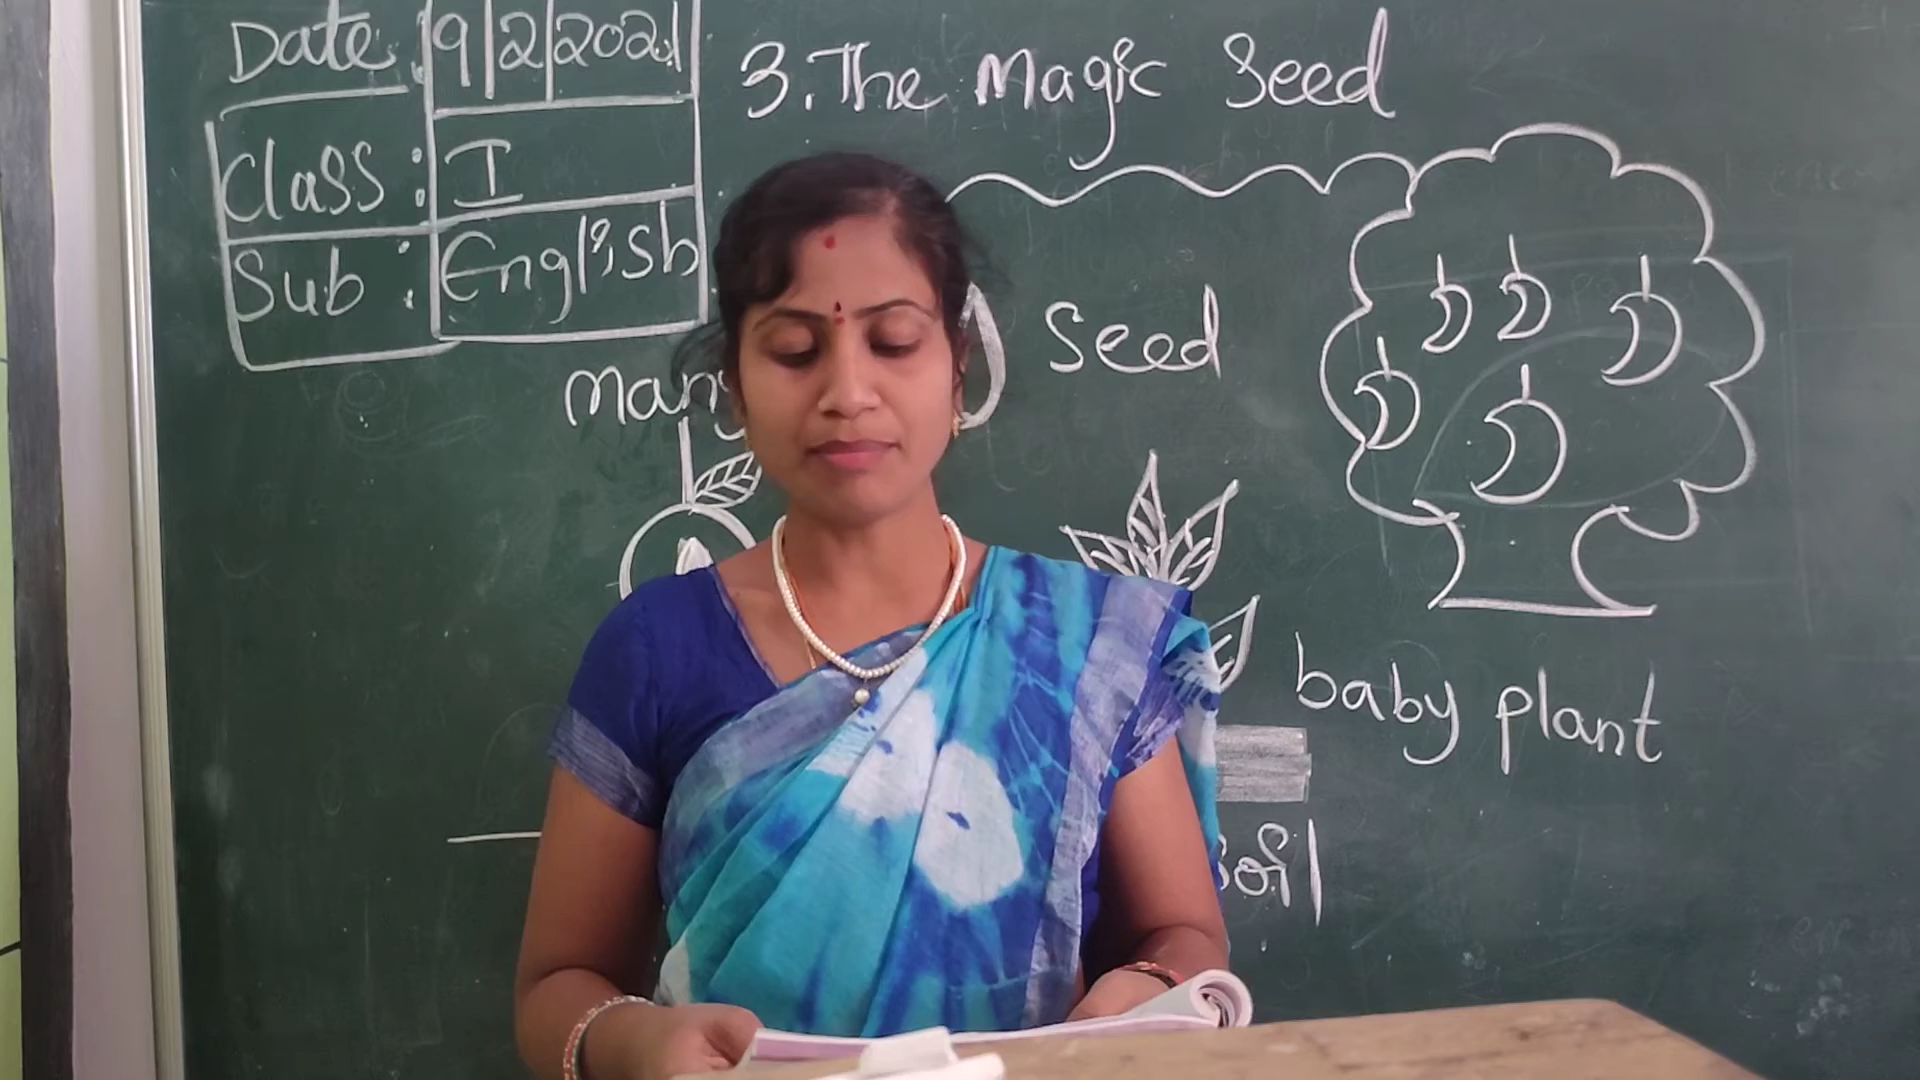 Date : 9/2/2021
Class : I
Sub : English
3. The Magic Seed
Seed
baby plant